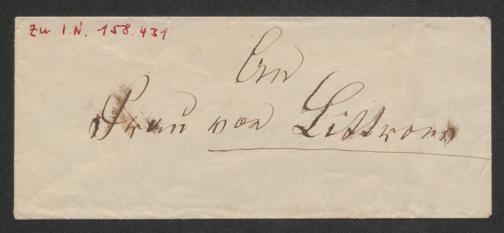 Zu I.N. 158.431
An
Frau von Littrow